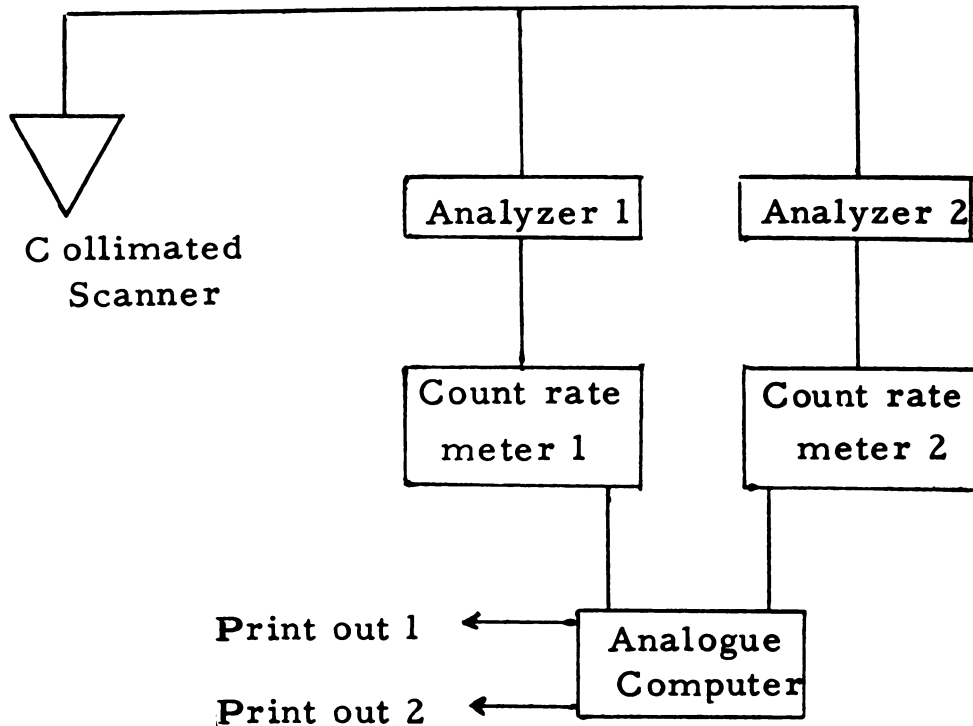 Analyzer 1
Analyzer 2
C ollimated
Scanner
Count rate
meter 1
Count rate
meter 2
Print out 1
Analogue
Computer
Print out 2